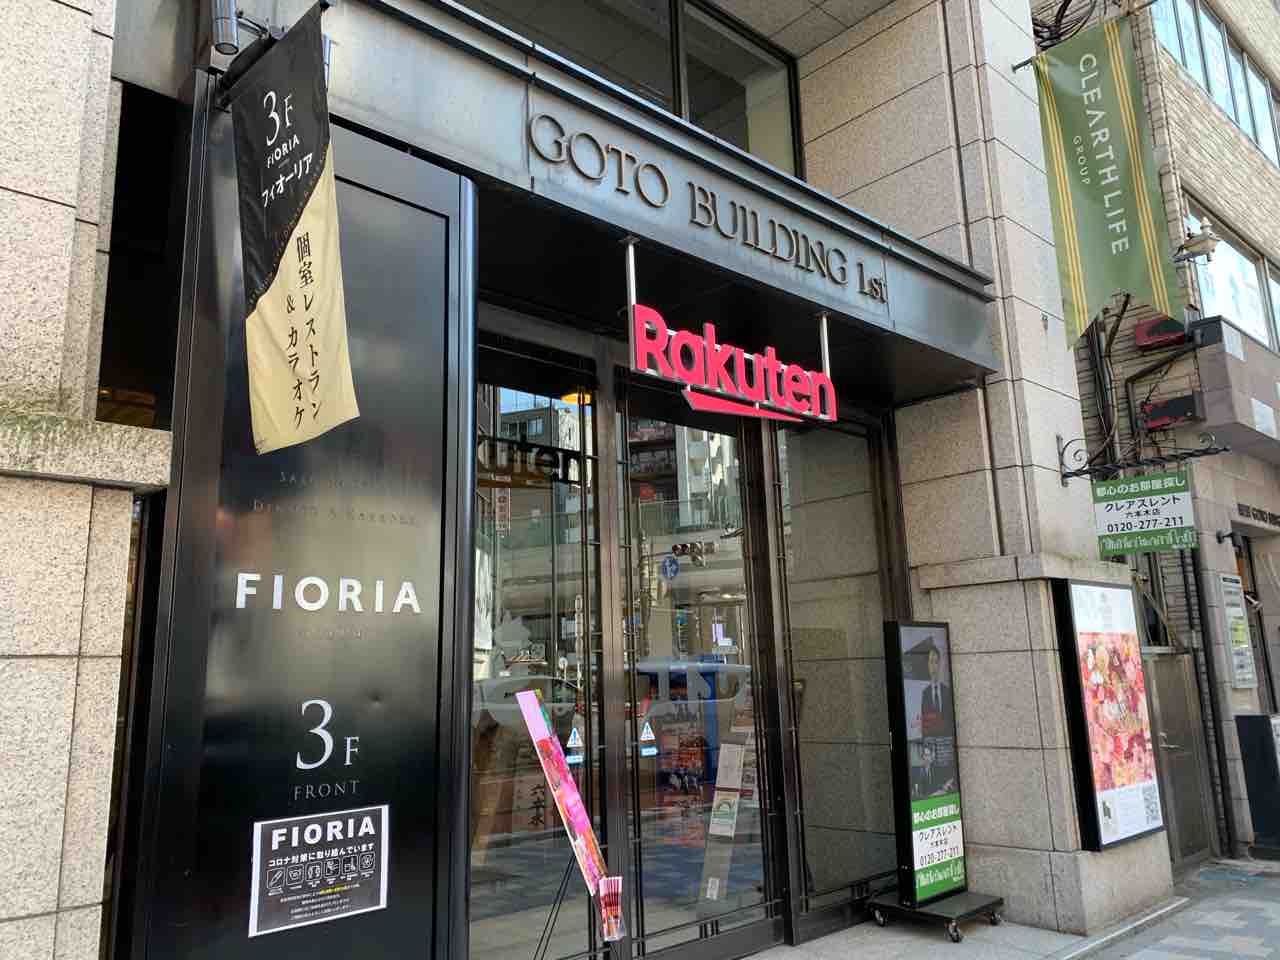 3F
FIORIA
フィオーリア
個室レストラン
&カラオケ
FIORIA
3F
FRONT
FIORIA
コロナ対策に取り組んでいます
GOTO BUILDING 1st
Rakuten
uten
六本木
CLEARTHLIFE
GROUP
都心のお部屋探し
クレアスレント
六本木店
0120-277-211
都心のお部屋探し
クレアスレント
六本木店
0120-277-211